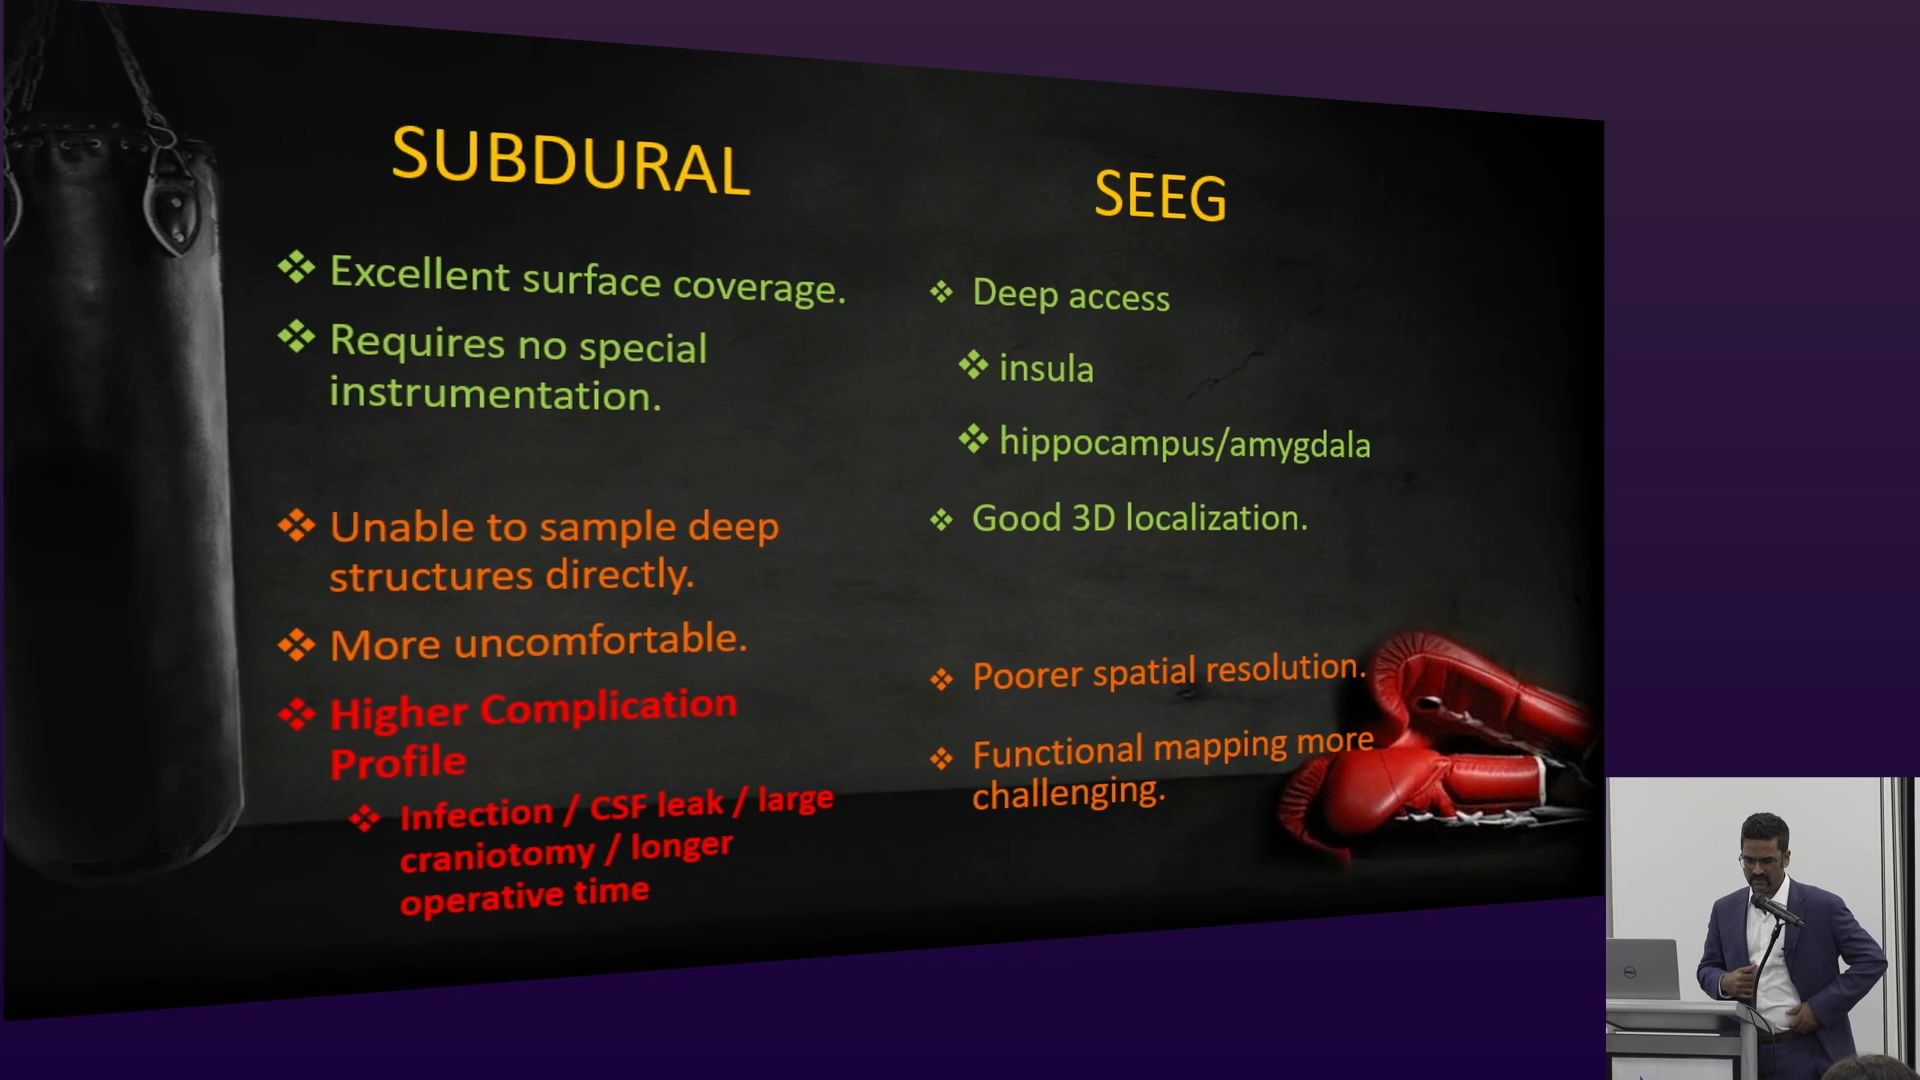 SUBDURAL
❖ Excellent surface coverage.
❖ Requires no special
instrumentation.
❖ Unable to sample deep
structures directly.
❖ More uncomfortable.
❖ Higher Complication
Profile
❖ Infection / CSF leak / large
craniotomy / longer
operative time
SEEG
❖ Deep access
❖ insula
❖ hippocampus/amygdala
❖ Good 3D localization.
❖ Poorer spatial resolution.
❖ Functional mapping more
challenging.
DELL